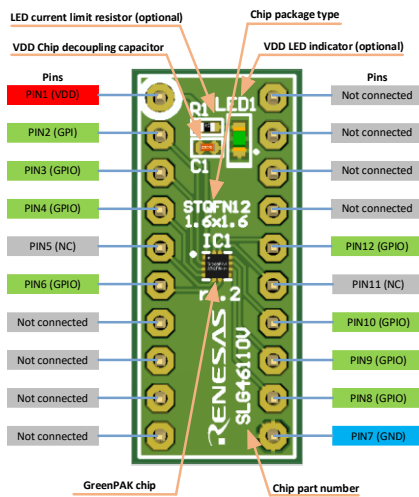 LED current limit resistor (optional)
Chip package type
VDD Chip decoupling capacitor
VDD LED indicator (optional)
Pins
Pins
PIN1 (VDD)
Not connected
LED1
R1
PIN2 (GPI)
Not connected
C1
PIN3 (GPIO)
Not connected
PIN4 (GPIO)
Not connected
STQFN12
1.6x1.6
PIN5 (NC)
IC1
PIN12 (GPIO)
PIN6 (GPIO)
PIN11 (NC)
Not connected
PIN10 (GPIO)
Not connected
PIN9 (GPIO)
Not connected
PIN8 (GPIO)
Not connected
PIN7 (GND)
RENESAS
SLG46110V
GreenPAK chip
Chip part number